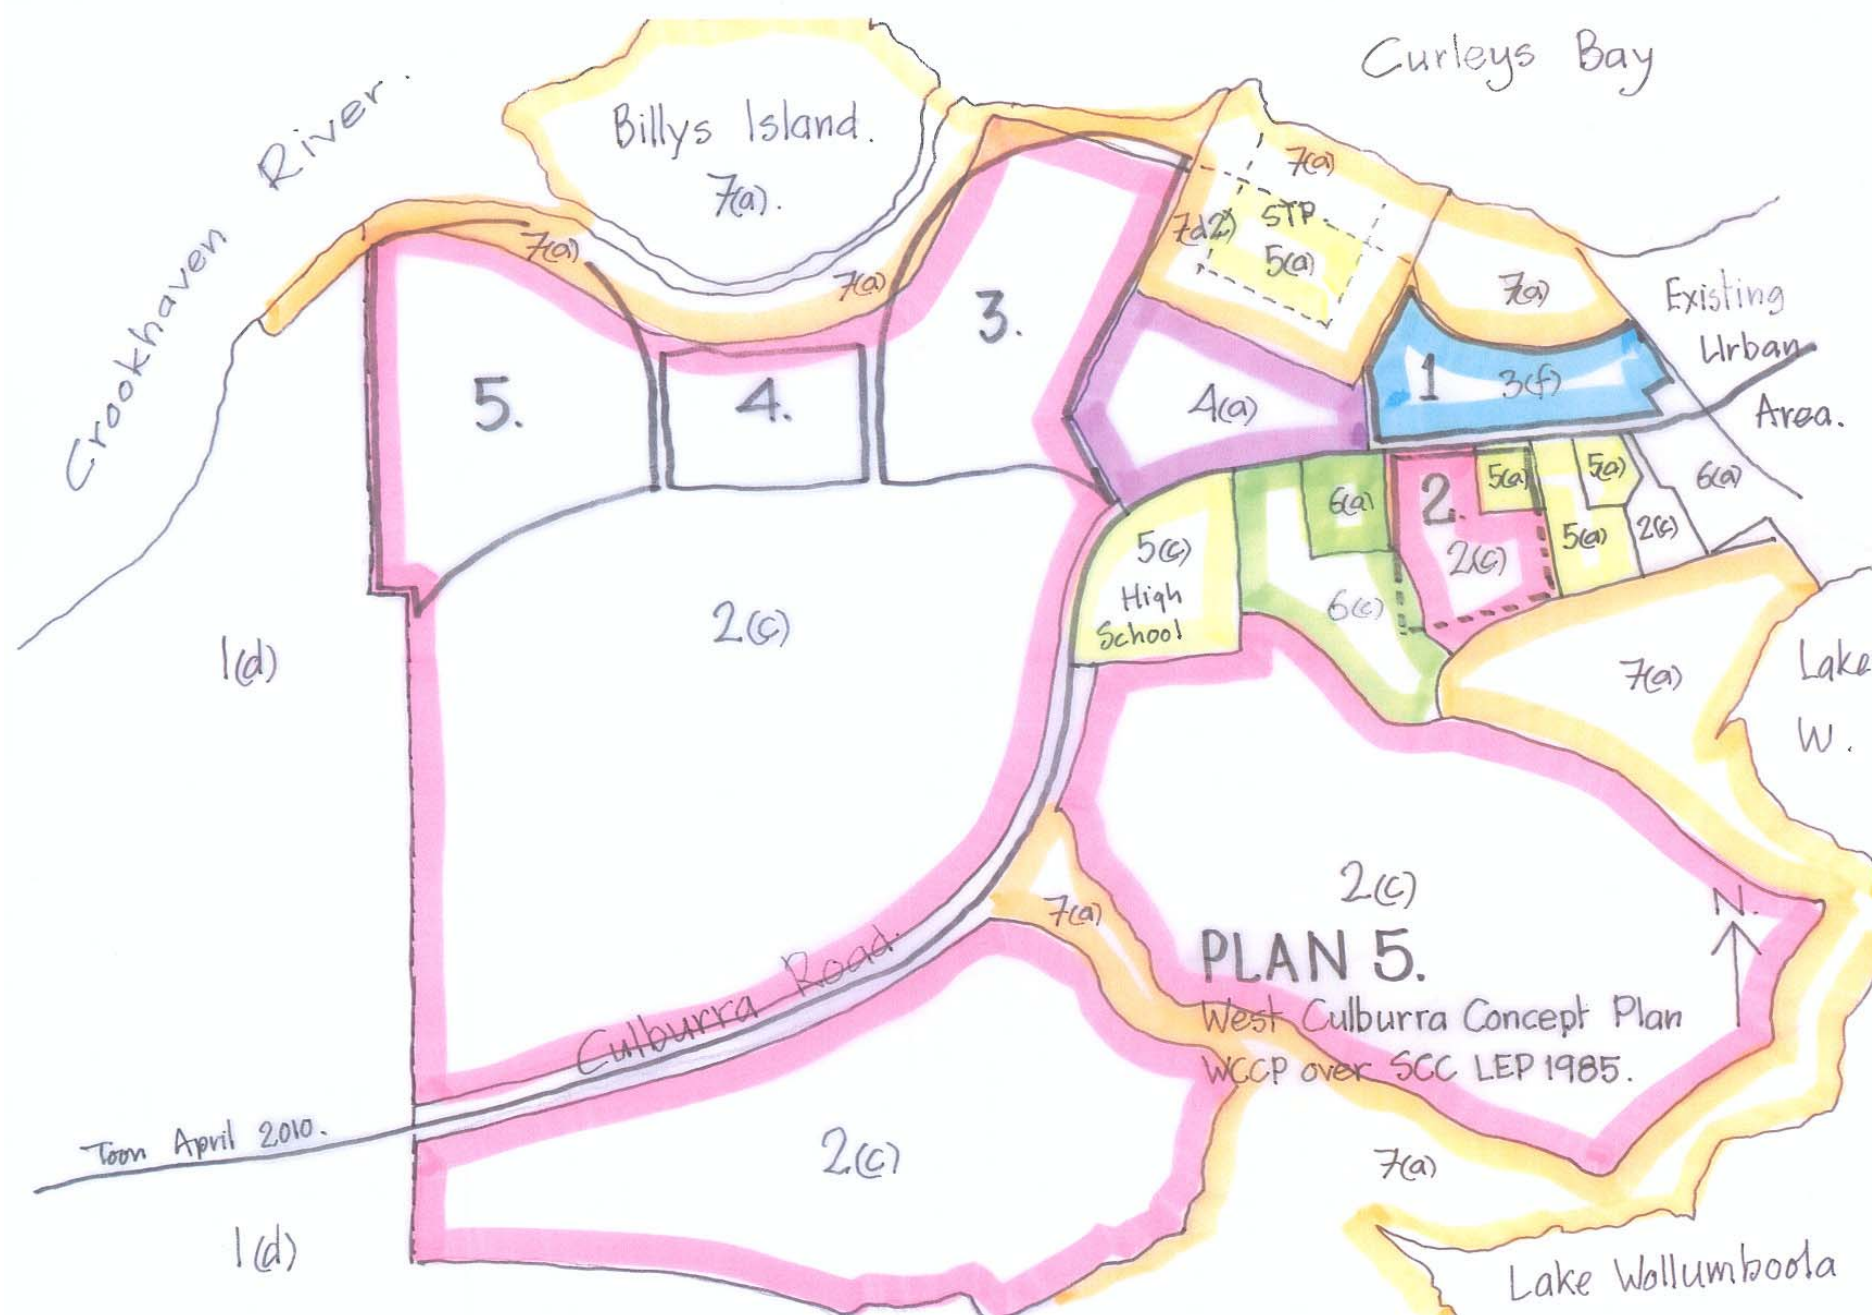 Curleys Bay
Crookhaven River.
Billys Island.
7(a).
7(a)
STP.
7(d2)
5(a)
7(a)
7(a)
7(a)
Existing
Urban
Area.
3.
5.
4.
4(a)
1
3(f)
6(a)
2.
5(a)
5(a)
6(a)
5(c)
High
School
6(c)
2(c)
5(a)
2(c)
2(c)
1(d)
7(a)
Lake
W.
2(c)
7(a)
N.
PLAN 5.
West Culburra Concept Plan
WCCP over SCC LEP 1985.
Culburra Road.
Toon April 2010.
2(c)
7(a)
1(d)
Lake Wollumboola